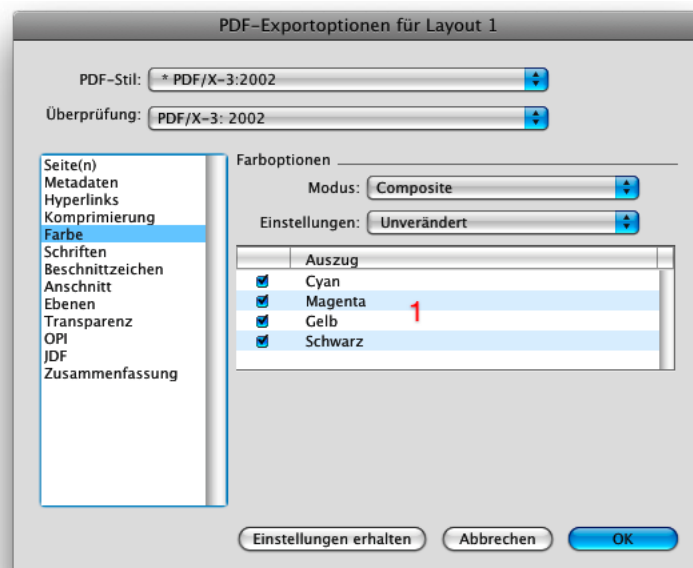 PDF-Exportoptionen für Layout 1
PDF-Stil: * PDF/X-3:2002
Überprüfung: PDF/X-3: 2002
Seite(n)
Metadaten
Hyperlinks
Komprimierung
Farbe
Schriften
Beschnittzeichen
Anschnitt
Ebenen
Transparenz
OPI
JDF
Zusammenfassung
Farboptionen
Modus: Composite
Einstellungen: Unverändert
Auszug
Cyan
Magenta
Gelb
Schwarz
1
Einstellungen erhalten Abbrechen OK